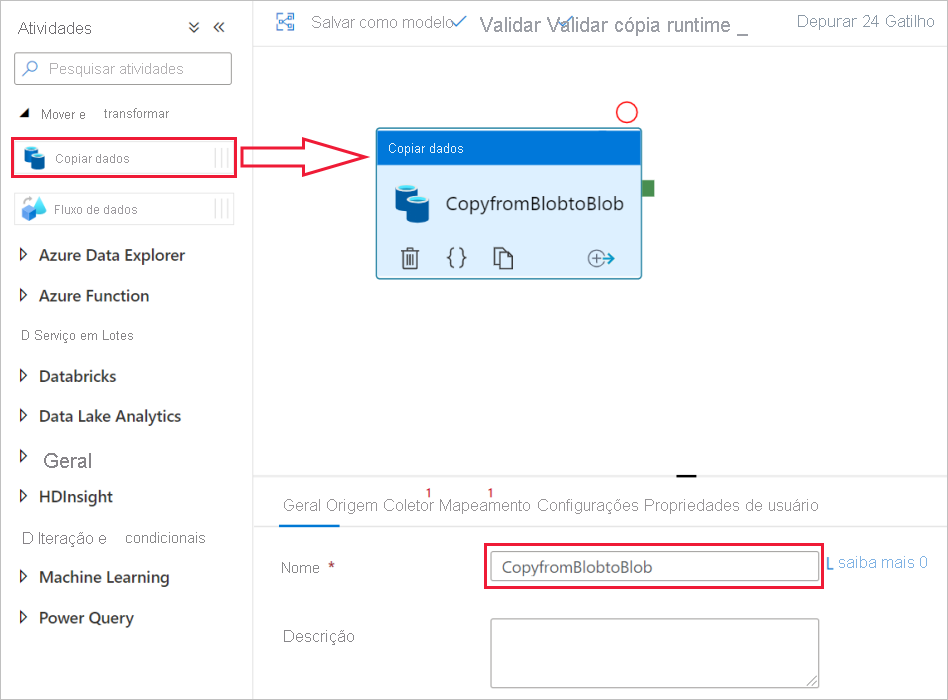 Atividades
Pesquisar atividades
Mover e transformar
Copiar dados
Fluxo de dados
Azure Data Explorer
Azure Function
D Serviço em Lotes
Databricks
Data Lake Analytics
Geral
HDInsight
D Iteração e condicionais
Machine Learning
Power Query
Salvar como modelo Validar Validar cópia runtime _ Depurar 24 Gatilho
Copiar dados
CopyfromBlobtoBlob
1 1
Geral Origem Coletor Mapeamento Configurações Propriedades de usuário
Nome * CopyfromBlobtoBlob L saiba mais 0
Descrição